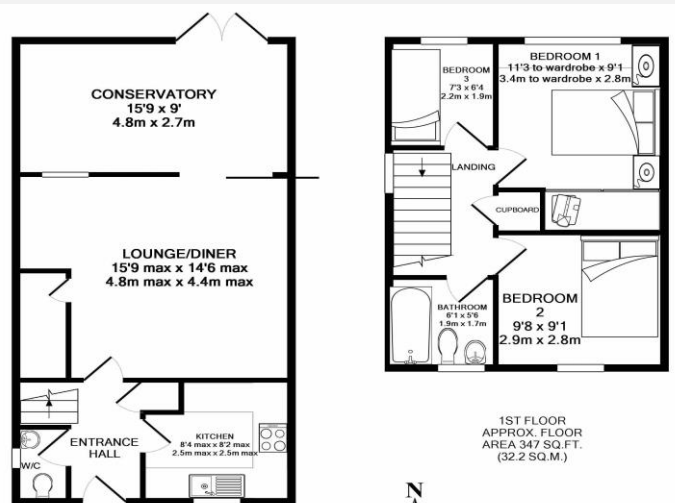 CONSERVATORY
15'9 x 9'
4.8m x 2.7m
LOUNGE/DINER
15'9 max x 14'6 max
4.8m max x 4.4m max
ENTRANCE
HALL
W/C
KITCHEN
8'4 max x 8'2 max
2.5m max x 2.5m max
BEDROOM
3
7'3 x 6'4
2.2m x 1.9m
BEDROOM 1
11'3 to wardrobe x 9'1
3.4m to wardrobe x 2.8m
LANDING
CUPBOARD
BATHROOM
6'1 x 5'6
1.9m x 1.7m
BEDROOM
2
9'8 x 9'1
2.9m x 2.8m
1ST FLOOR
APPROX. FLOOR
AREA 347 SQ.FT.
(32.2 SQ.M.)
N